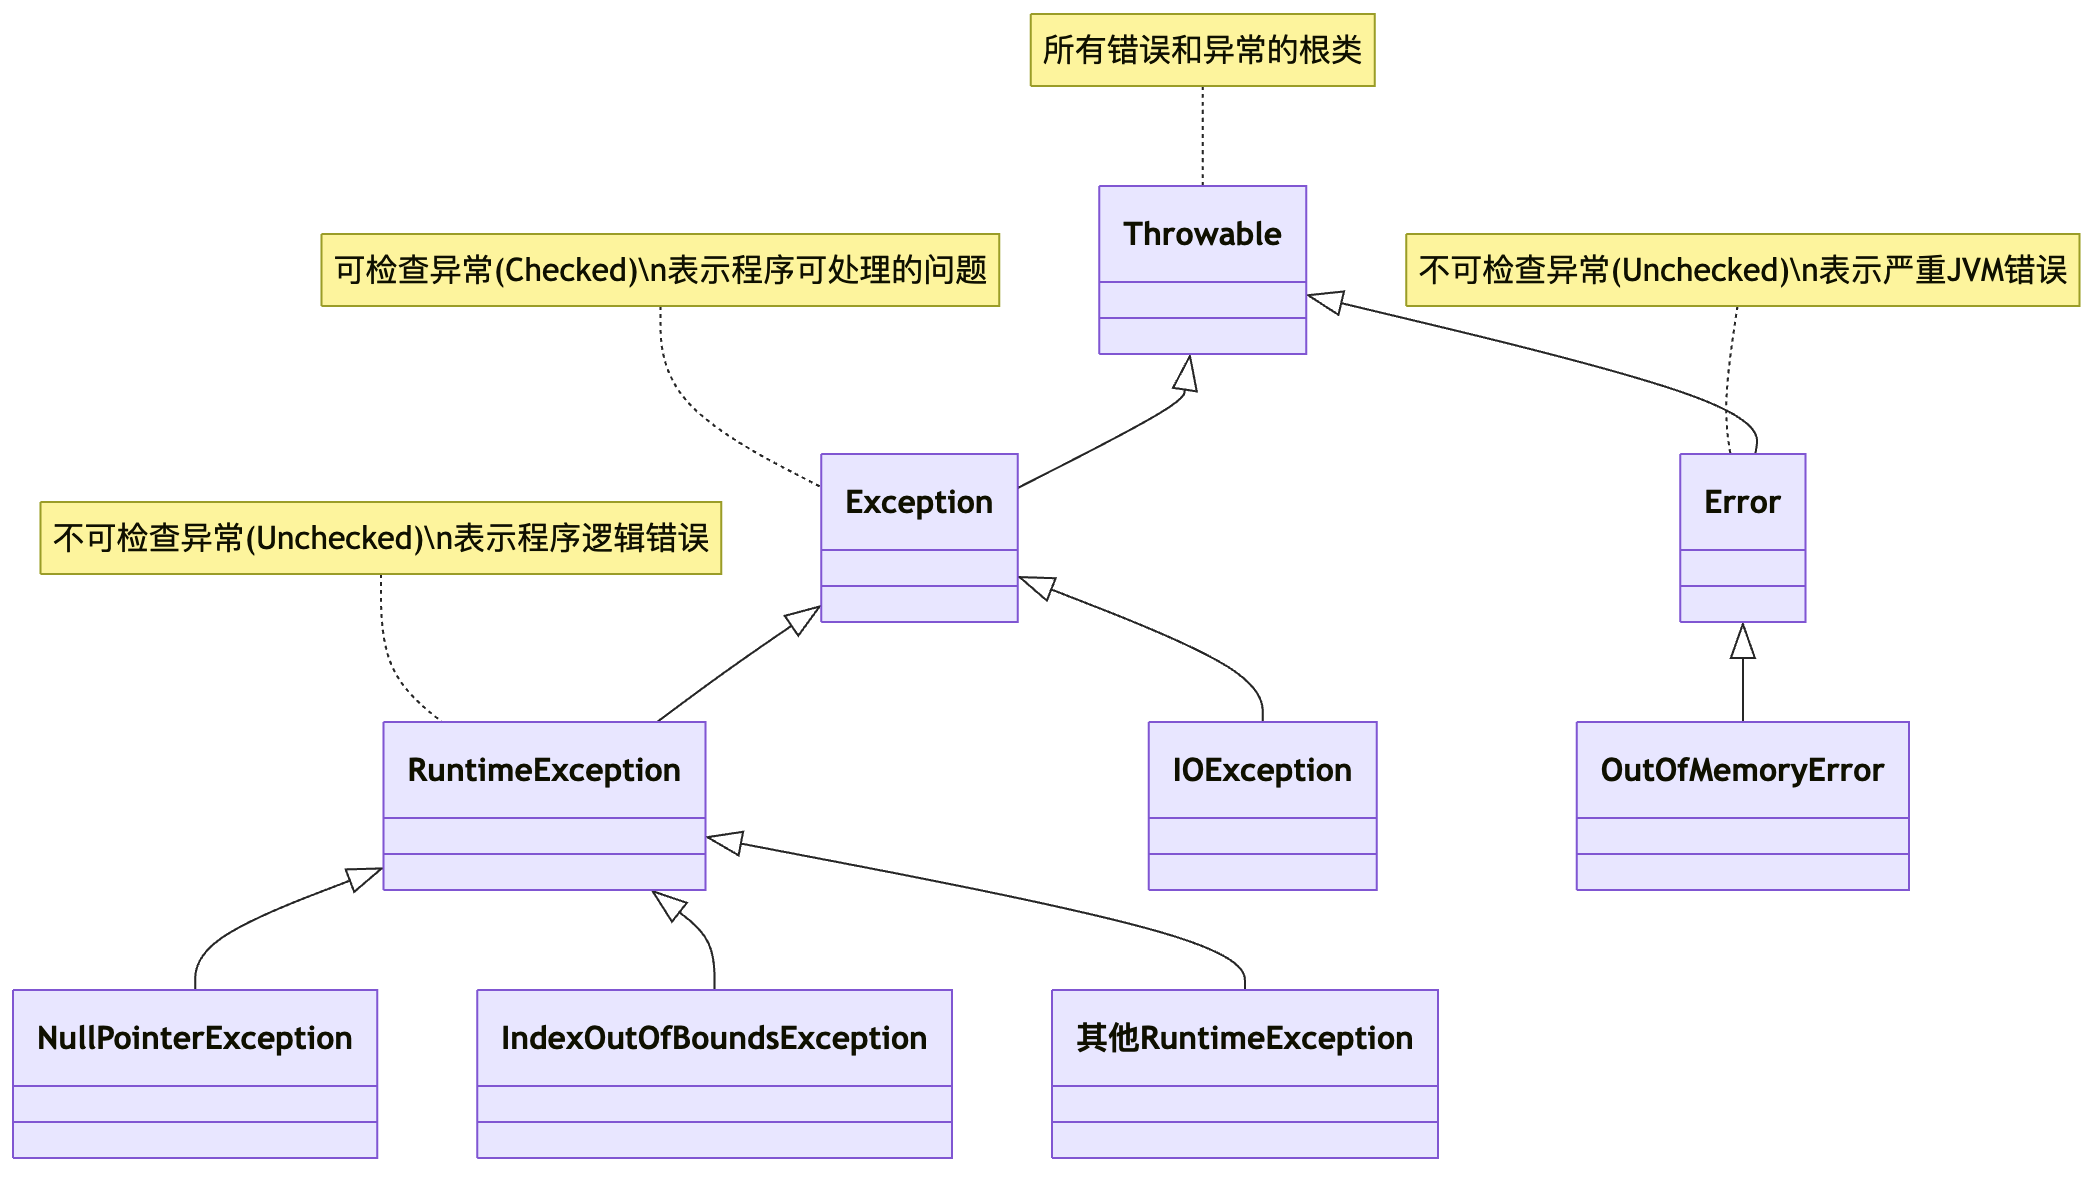 所有错误和异常的根类
Throwable
可检查异常(Checked)\n表示程序可处理的问题
不可检查异常(Unchecked)\n表示严重JVM错误
Exception
Error
不可检查异常(Unchecked)\n表示程序逻辑错误
RuntimeException
IOException
OutOfMemoryError
NullPointerException
IndexOutOfBoundsException
其他RuntimeException